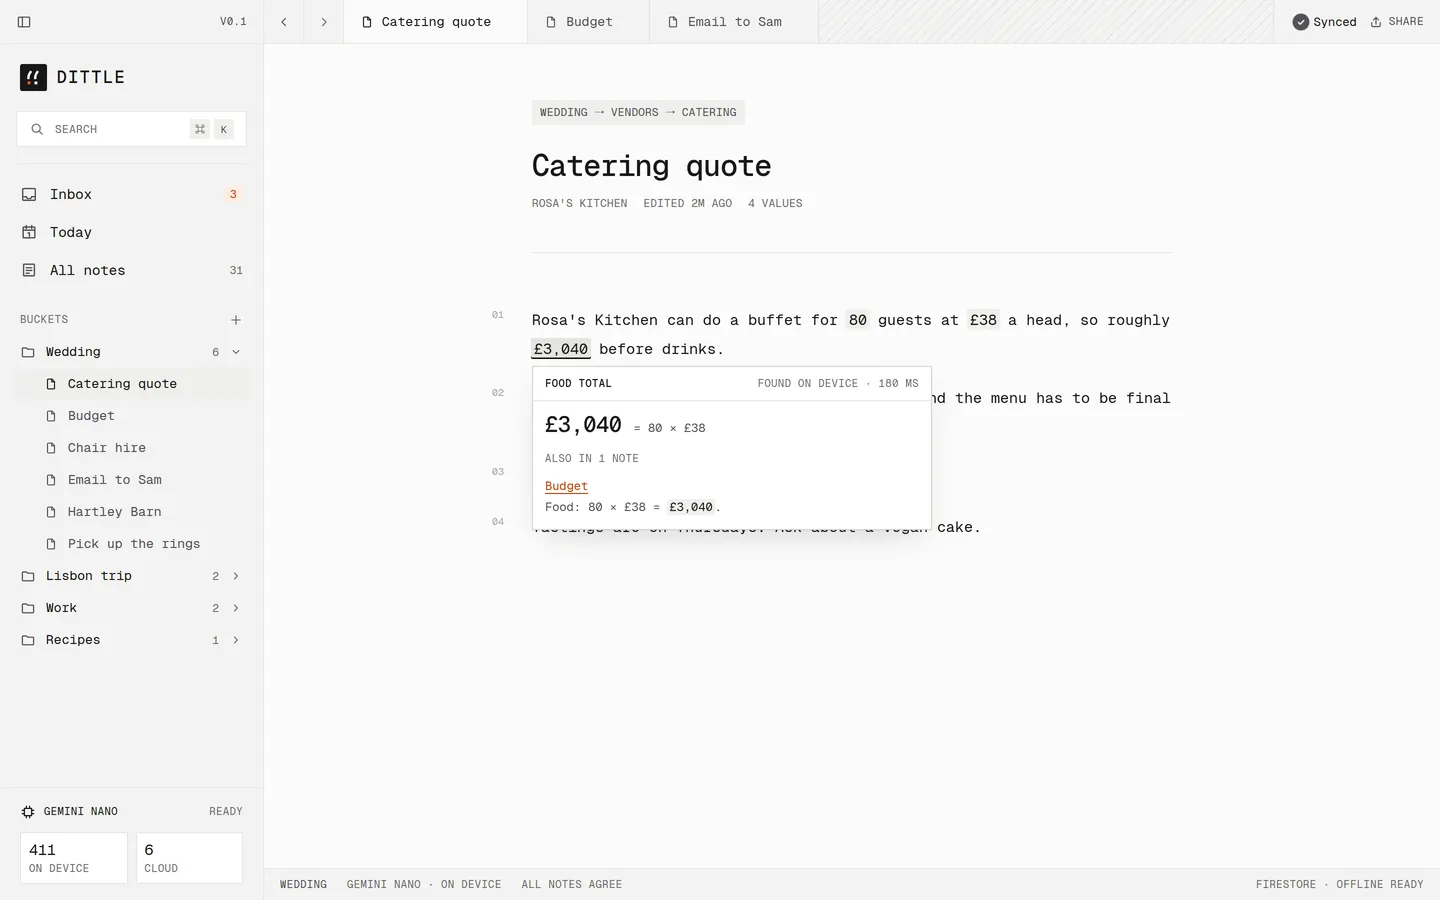 V0.1
Catering quote
Budget
Email to Sam
Synced
SHARE
DITTLE
SEARCH ⌘ K
Inbox 3
Today
All notes 31
BUCKETS
Wedding 6
Catering quote
Budget
Chair hire
Email to Sam
Hartley Barn
Pick up the rings
Lisbon trip 2
Work 2
Recipes 1
GEMINI NANO READY
411
ON DEVICE
6
CLOUD
WEDDING → VENDORS → CATERING
Catering quote
ROSA'S KITCHEN EDITED 2M AGO 4 VALUES
01
Rosa's Kitchen can do a buffet for 80 guests at £38 a head, so roughly
£3,040 before drinks.
02
the menu has to be final
03
04
cake.
FOOD TOTAL FOUND ON DEVICE · 180 MS
£3,040 = 80 × £38
ALSO IN 1 NOTE
Budget
Food: 80 × £38 = £3,040.
WEDDING GEMINI NANO · ON DEVICE ALL NOTES AGREE
FIRESTORE · OFFLINE READY